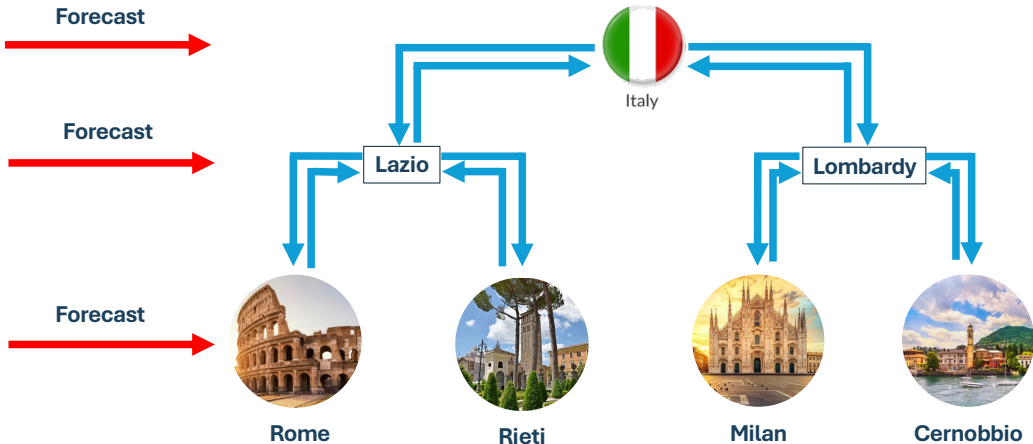 Forecast
Italy
Forecast
Lazio
Lombardy
Forecast
Rome
Rieti
Milan
Cernobbio